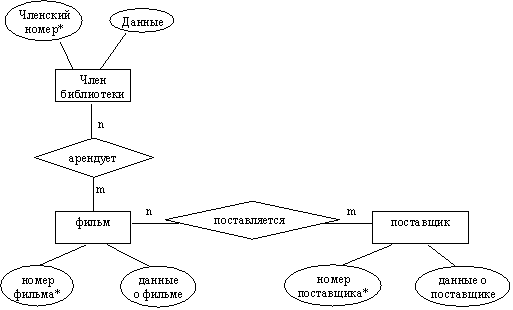 Членский
номер*
Данные
Член
библиотеки
n
арендует
m
фильм
n
поставляется
m
поставщик
номер
фильма*
данные
о фильме
номер
поставщика*
данные о
поставщике